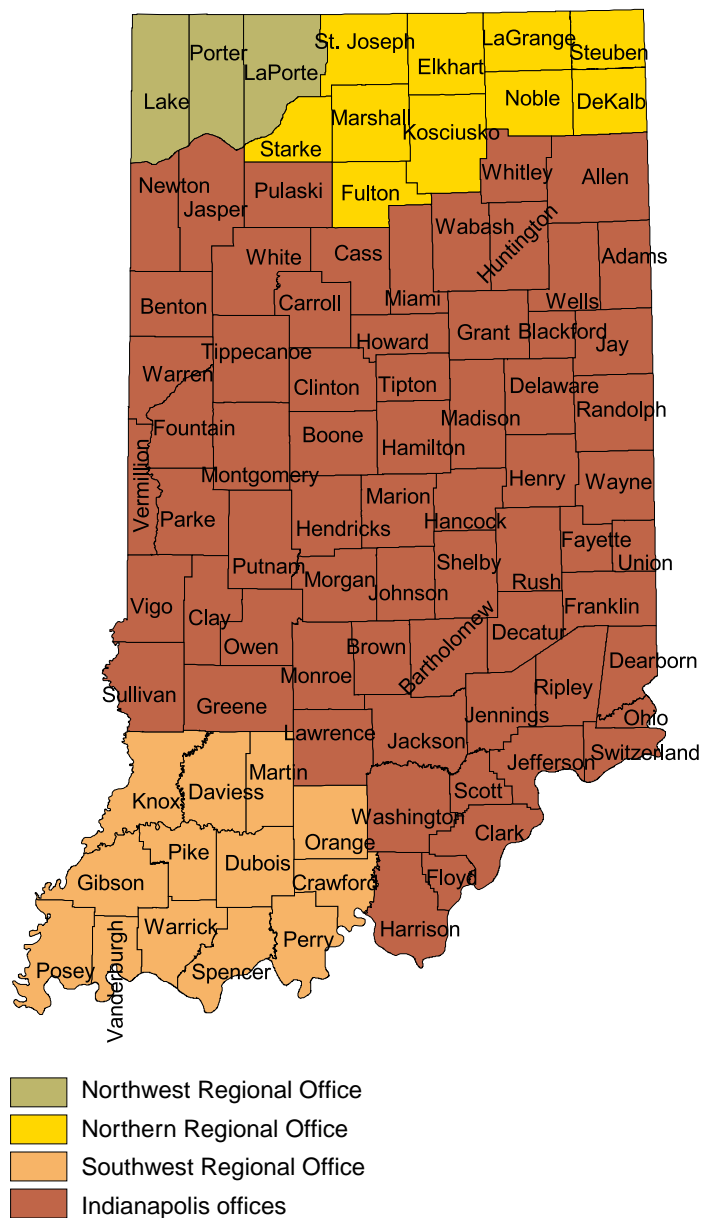 St. Joseph
LaGrange
Steuben
Porter
Elkhart
LaPorte
Lake
Noble
DeKalb
Marshall
Kosciusko
Starke
Newton
Jasper
Pulaski
Fulton
Whitley
Allen
Wabash
Huntington
White
Cass
Adams
Benton
Carroll
Miami
Wells
Tippecanoe
Howard
Grant
Blackford
Jay
Warren
Clinton
Tipton
Delaware
Randolph
Fountain
Boone
Hamilton
Madison
Montgomery
Henry
Wayne
Vermillion
Parke
Hendricks
Marion
Hancock
Putnam
Shelby
Fayette
Union
Morgan
Johnson
Rush
Vigo
Clay
Owen
Franklin
Brown
Bartholomew
Decatur
Dearborn
Sullivan
Greene
Monroe
Ripley
Jennings
Ohio
Lawrence
Jackson
Jefferson
Switzerland
Knox
Daviess
Martin
Washington
Scott
Orange
Clark
Pike
Dubois
Gibson
Crawford
Floyd
Harrison
Warrick
Perry
Posey
Vanderburgh
Spencer
Northwest Regional Office
Northern Regional Office
Southwest Regional Office
Indianapolis offices